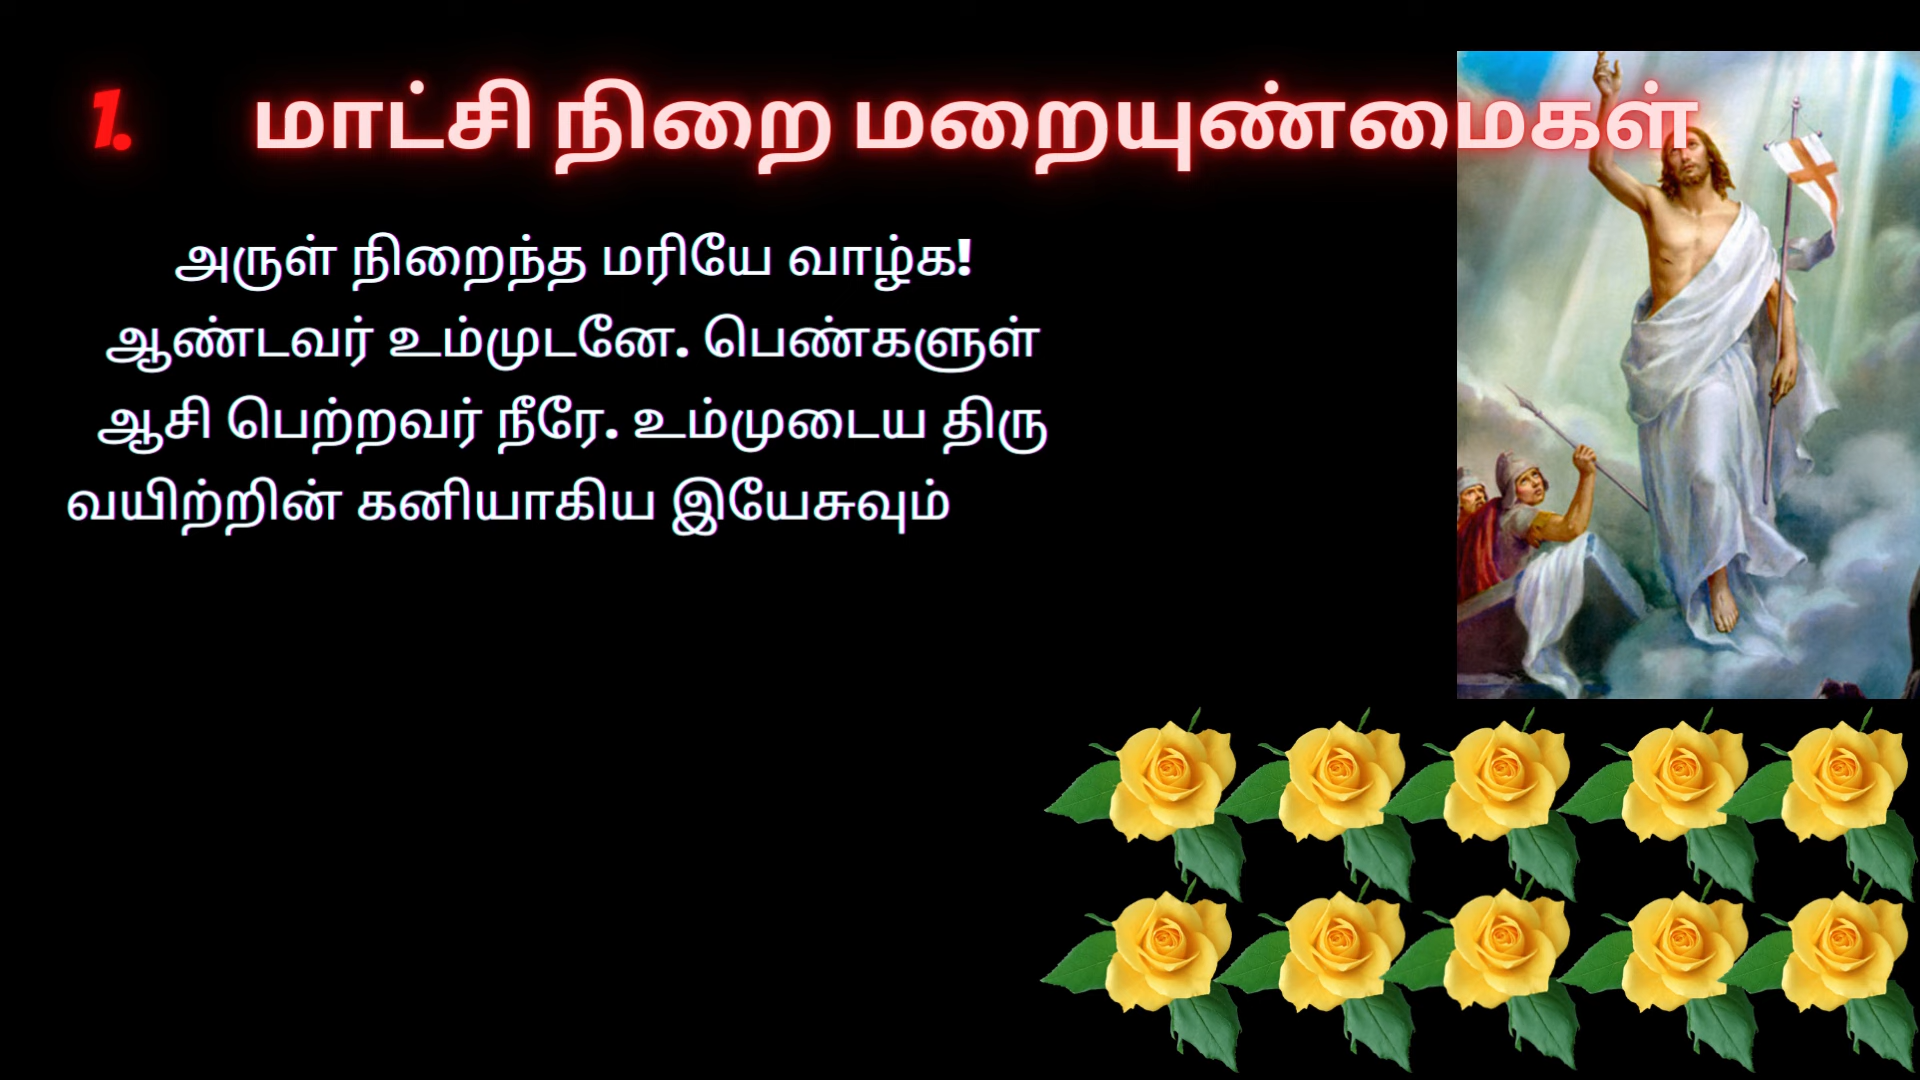 1. மாட்சி நிறை மறையுண்மைகள்
அருள் நிறைந்த மரியே வாழ்க!
ஆண்டவர் உம்முடனே. பெண்களுள்
ஆசி பெற்றவர் நீரே. உம்முடைய திரு
வயிற்றின் கனியாகிய இயேசுவும்